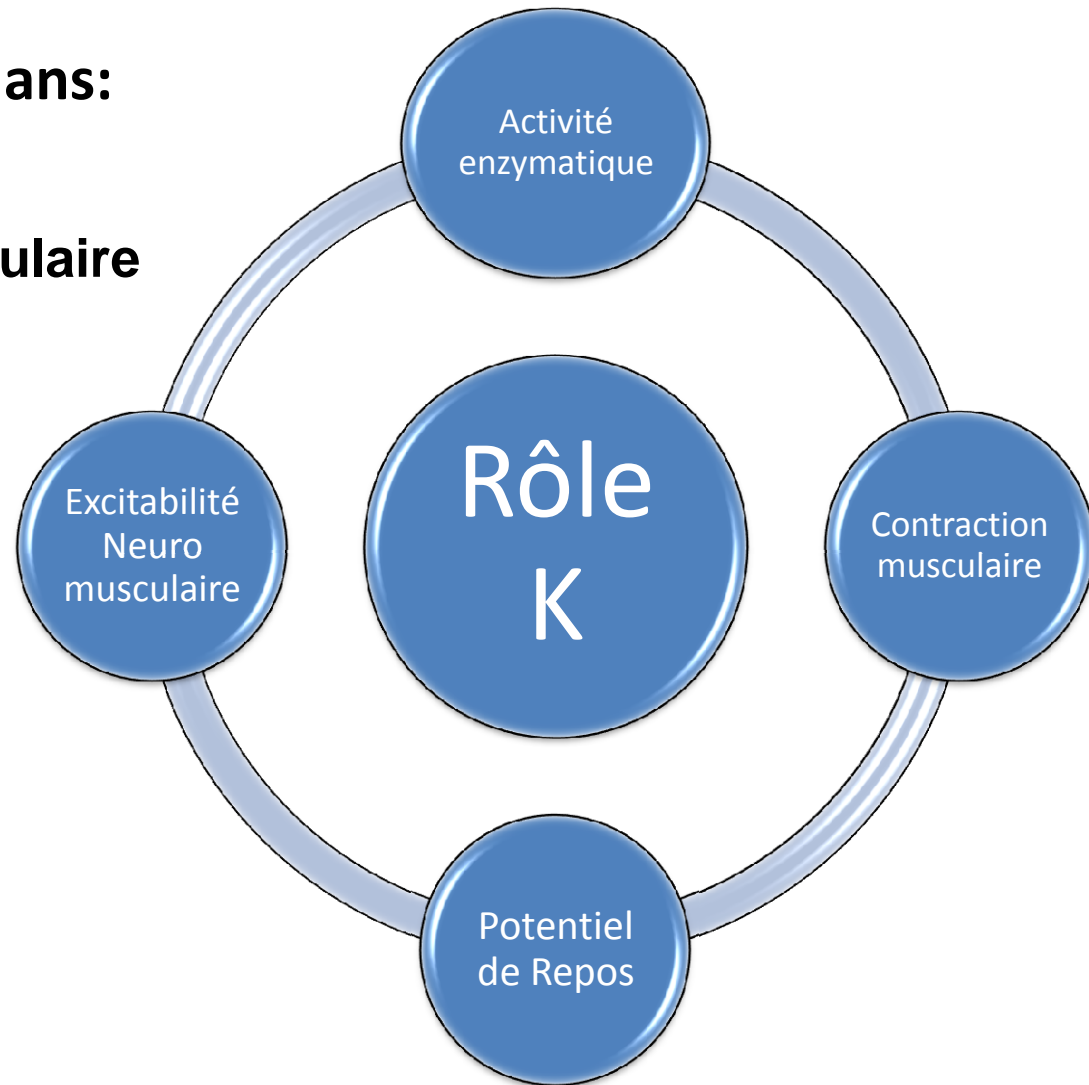 ans:
Activité
enzymatique
ulaire
Excitabilité
Neuro
musculaire
Rôle
K
Contraction
musculaire
Potentiel
de Repos